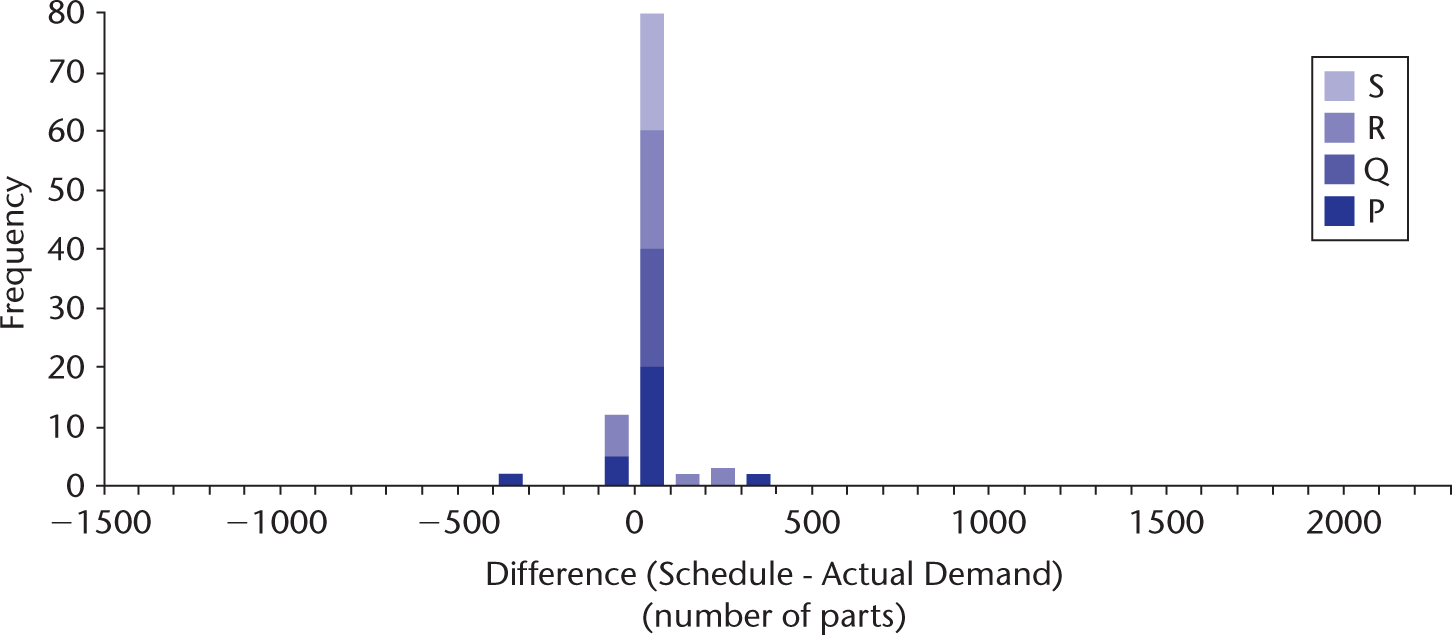 80
70
60
50
40
30
20
10
0
Frequency
S
R
Q
P
−1500 −1000 −500 0 500 1000 1500 2000
Difference (Schedule - Actual Demand)
(number of parts)